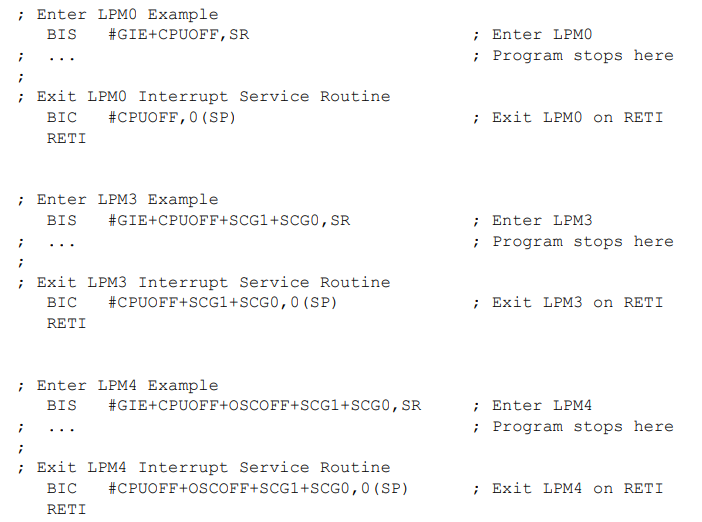 ; Enter LPM0 Example
   BIS   #GIE+CPUOFF,SR                      ; Enter LPM0
;  ...                                       ; Program stops here
;
; Exit LPM0 Interrupt Service Routine
   BIC   #CPUOFF,0(SP)                       ; Exit LPM0 on RETI
   RETI
; Enter LPM3 Example
   BIS   #GIE+CPUOFF+SCG1+SCG0,SR            ; Enter LPM3
;  ...                                       ; Program stops here
;
; Exit LPM3 Interrupt Service Routine
   BIC   #CPUOFF+SCG1+SCG0,0(SP)             ; Exit LPM3 on RETI
   RETI
; Enter LPM4 Example
   BIS   #GIE+CPUOFF+OSCOFF+SCG1+SCG0,SR     ; Enter LPM4
;  ...                                       ; Program stops here
;
; Exit LPM4 Interrupt Service Routine
   BIC   #CPUOFF+OSCOFF+SCG1+SCG0,0(SP)      ; Exit LPM4 on RETI
   RETI